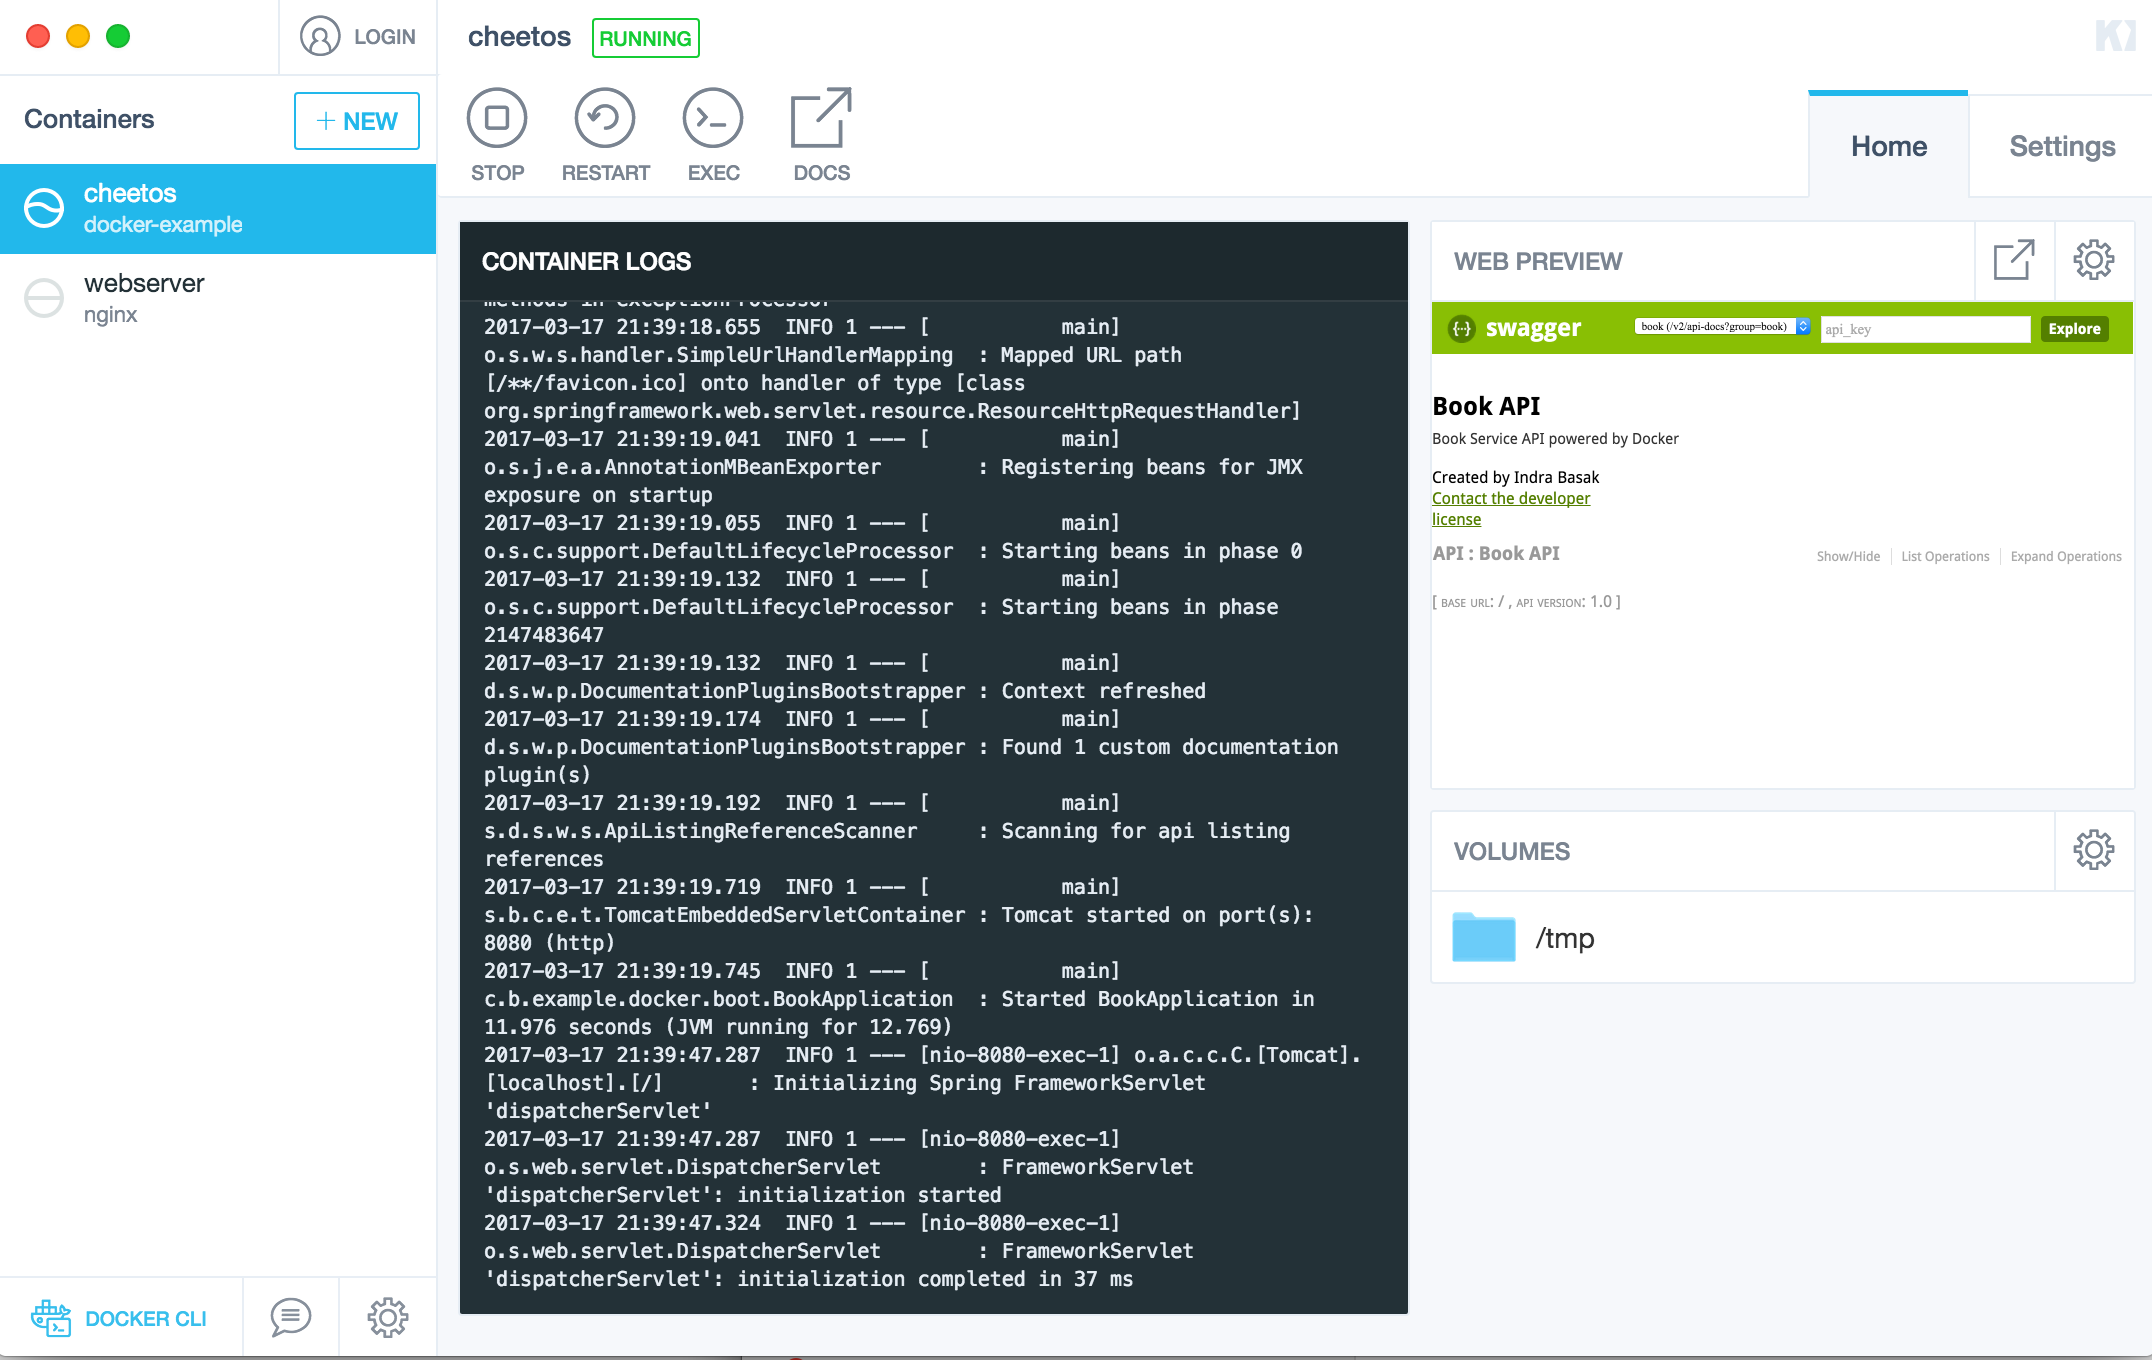 LOGIN
Containers
+ NEW
cheetos
docker-example
webserver
nginx
DOCKER CLI
cheetos
RUNNING
STOP
RESTART
EXEC
DOCS
Home
Settings
CONTAINER LOGS
methods in ExceptionProcessor
2017-03-17 21:39:18.655  INFO 1 --- [           main]
o.s.w.s.handler.SimpleUrlHandlerMapping  : Mapped URL path
[/**/favicon.ico] onto handler of type [class
org.springframework.web.servlet.resource.ResourceHttpRequestHandler]
2017-03-17 21:39:19.041  INFO 1 --- [           main]
o.s.j.e.a.AnnotationMBeanExporter        : Registering beans for JMX
exposure on startup
2017-03-17 21:39:19.055  INFO 1 --- [           main]
o.s.c.support.DefaultLifecycleProcessor  : Starting beans in phase 0
2017-03-17 21:39:19.132  INFO 1 --- [           main]
o.s.c.support.DefaultLifecycleProcessor  : Starting beans in phase
2147483647
2017-03-17 21:39:19.132  INFO 1 --- [           main]
d.s.w.p.DocumentationPluginsBootstrapper : Context refreshed
2017-03-17 21:39:19.174  INFO 1 --- [           main]
d.s.w.p.DocumentationPluginsBootstrapper : Found 1 custom documentation
plugin(s)
2017-03-17 21:39:19.192  INFO 1 --- [           main]
s.d.s.w.s.ApiListingReferenceScanner     : Scanning for api listing
references
2017-03-17 21:39:19.719  INFO 1 --- [           main]
s.b.c.e.t.TomcatEmbeddedServletContainer : Tomcat started on port(s):
8080 (http)
2017-03-17 21:39:19.745  INFO 1 --- [           main]
c.b.example.docker.boot.BookApplication  : Started BookApplication in
11.976 seconds (JVM running for 12.769)
2017-03-17 21:39:47.287  INFO 1 --- [nio-8080-exec-1] o.a.c.c.C.[Tomcat].
[localhost].[/]       : Initializing Spring FrameworkServlet
'dispatcherServlet'
2017-03-17 21:39:47.287  INFO 1 --- [nio-8080-exec-1]
o.s.web.servlet.DispatcherServlet        : FrameworkServlet
'dispatcherServlet': initialization started
2017-03-17 21:39:47.324  INFO 1 --- [nio-8080-exec-1]
o.s.web.servlet.DispatcherServlet        : FrameworkServlet
'dispatcherServlet': initialization completed in 37 ms
WEB PREVIEW
{··} swagger book (/v2/api-docs?group=book) api_key Explore
Book API
Book Service API powered by Docker
Created by Indra Basak
Contact the developer
license
API : Book API Show/Hide List Operations Expand Operations
[ BASE URL: / , API VERSION: 1.0 ]
VOLUMES
/tmp